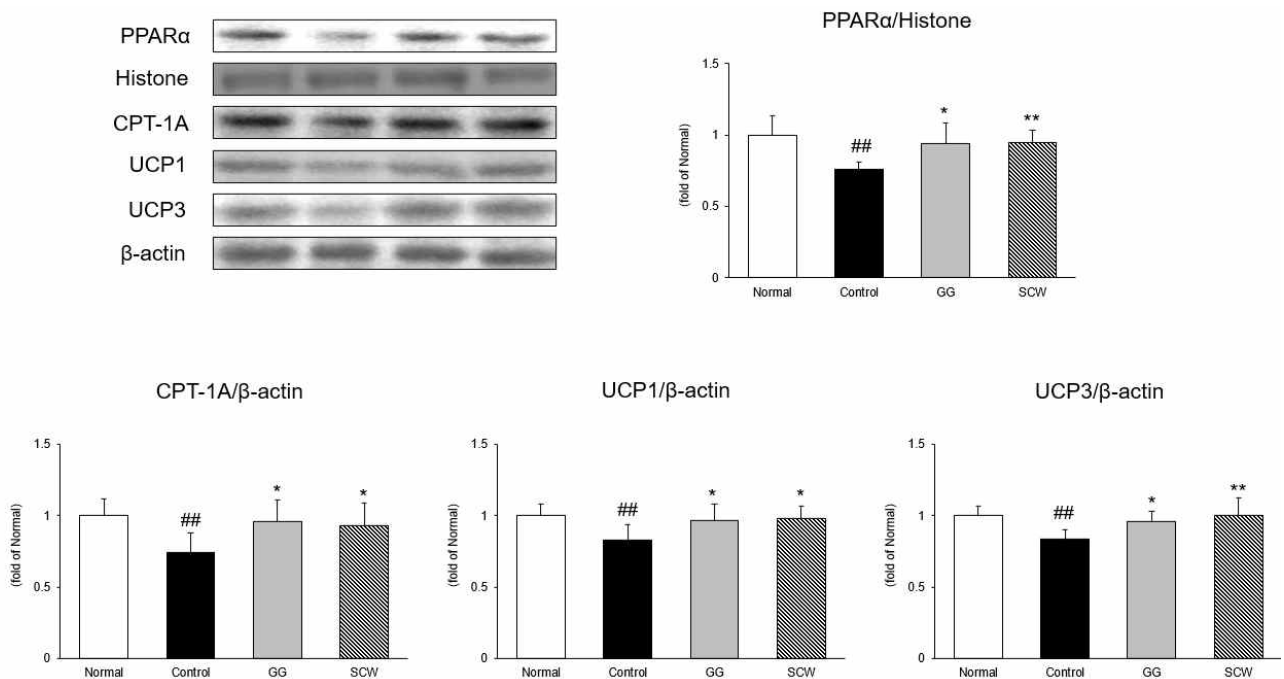 PPARα
Histone
CPT-1A
UCP1
UCP3
β-actin
PPARα/Histone
(fold of Normal)
1.5
1
0.5
0
##
*
**
Normal Control GG SCW
CPT-1A/β-actin
(fold of Normal)
1.5
1
0.5
0
##
*
*
Normal Control GG SCW
UCP1/β-actin
(fold of Normal)
1.5
1
0.5
0
##
*
*
Normal Control GG SCW
UCP3/β-actin
(fold of Normal)
1.5
1
0.5
0
##
*
**
Normal Control GG SCW